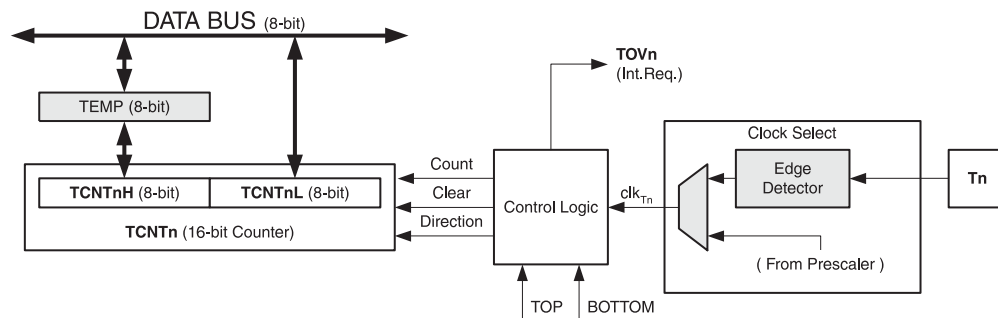 DATA BUS (8-bit)
TOVn
(Int.Req.)
TEMP (8-bit)
Clock Select
Count
Edge
Detector
Tn
TCNTnH (8-bit) TCNTnL (8-bit)
Clear
Control Logic
clkTn
TCNTn (16-bit Counter)
Direction
( From Prescaler )
TOP
BOTTOM